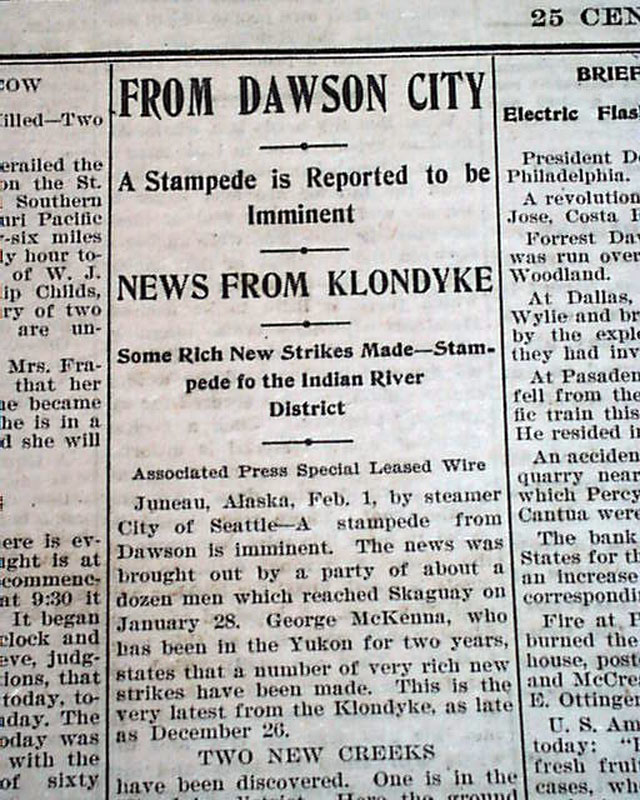 25 CEN
COW
illed—Two
erailed the
on the St.
Southern
uri Pacific
-six miles
ly hour to-
of W. J.
ip Childs,
ry of two
are un-
Mrs. Fra-
that her
he became
he is in a
d she will
ere is ev-
ught is at
commenc-
at 9:30 it
It began
clock and
eve, judg-
ions, that
today, to-
day. The
oday was
with the
of sixty
FROM DAWSON CITY
A Stampede is Reported to be
Imminent
NEWS FROM KLONDYKE
Some Rich New Strikes Made—Stam-
pede fo the Indian River
District
Associated Press Special Leased Wire
Juneau, Alaska, Feb. 1, by steamer
City of Seattle—A stampede from
Dawson is imminent. The news was
brought out by a party of about a
dozen men which reached Skaguay on
January 28. George McKenna, who
has been in the Yukon for two years,
states that a number of very rich new
strikes have been made. This is the
very latest from the Klondyke, as late
as December 26.
TWO NEW CREEKS
have been discovered. One is in the
district. Here the ground
BRIEF
Electric Flas
President D
Philadelphia.
A revolution
Jose, Costa
Forrest Da
was run over
Woodland.
At Dallas,
Wylie and br
by the expl
they had inv
At Pasaden
fell from the
fic train this
He resided i
An acciden
quarry near
which Percy
Cantua were
The bank
States for th
an increase
correspondi
Fire at
burned the
house, post
and McCre
E. Ottinger
U. S. Am
today: "
fresh frui
cases, wh